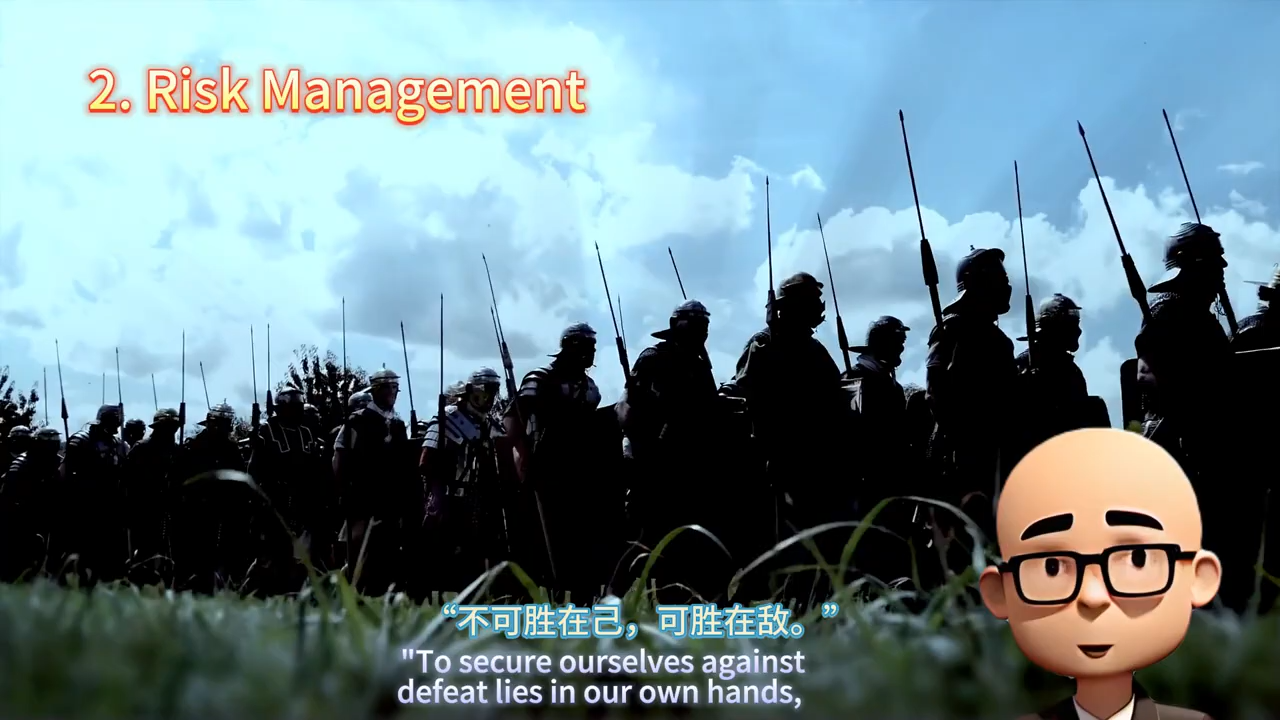 2. Risk Management
“不可胜在己，可胜在敌。”
"To secure ourselves against
defeat lies in our own hands,